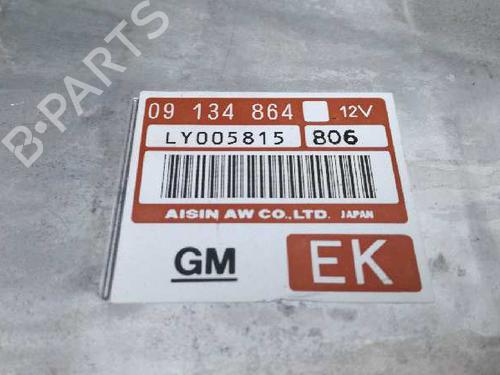 09 134 864 12V
LY005815 806
AISIN AW CO.,LTD. JAPAN
GM EK
B-PARTS